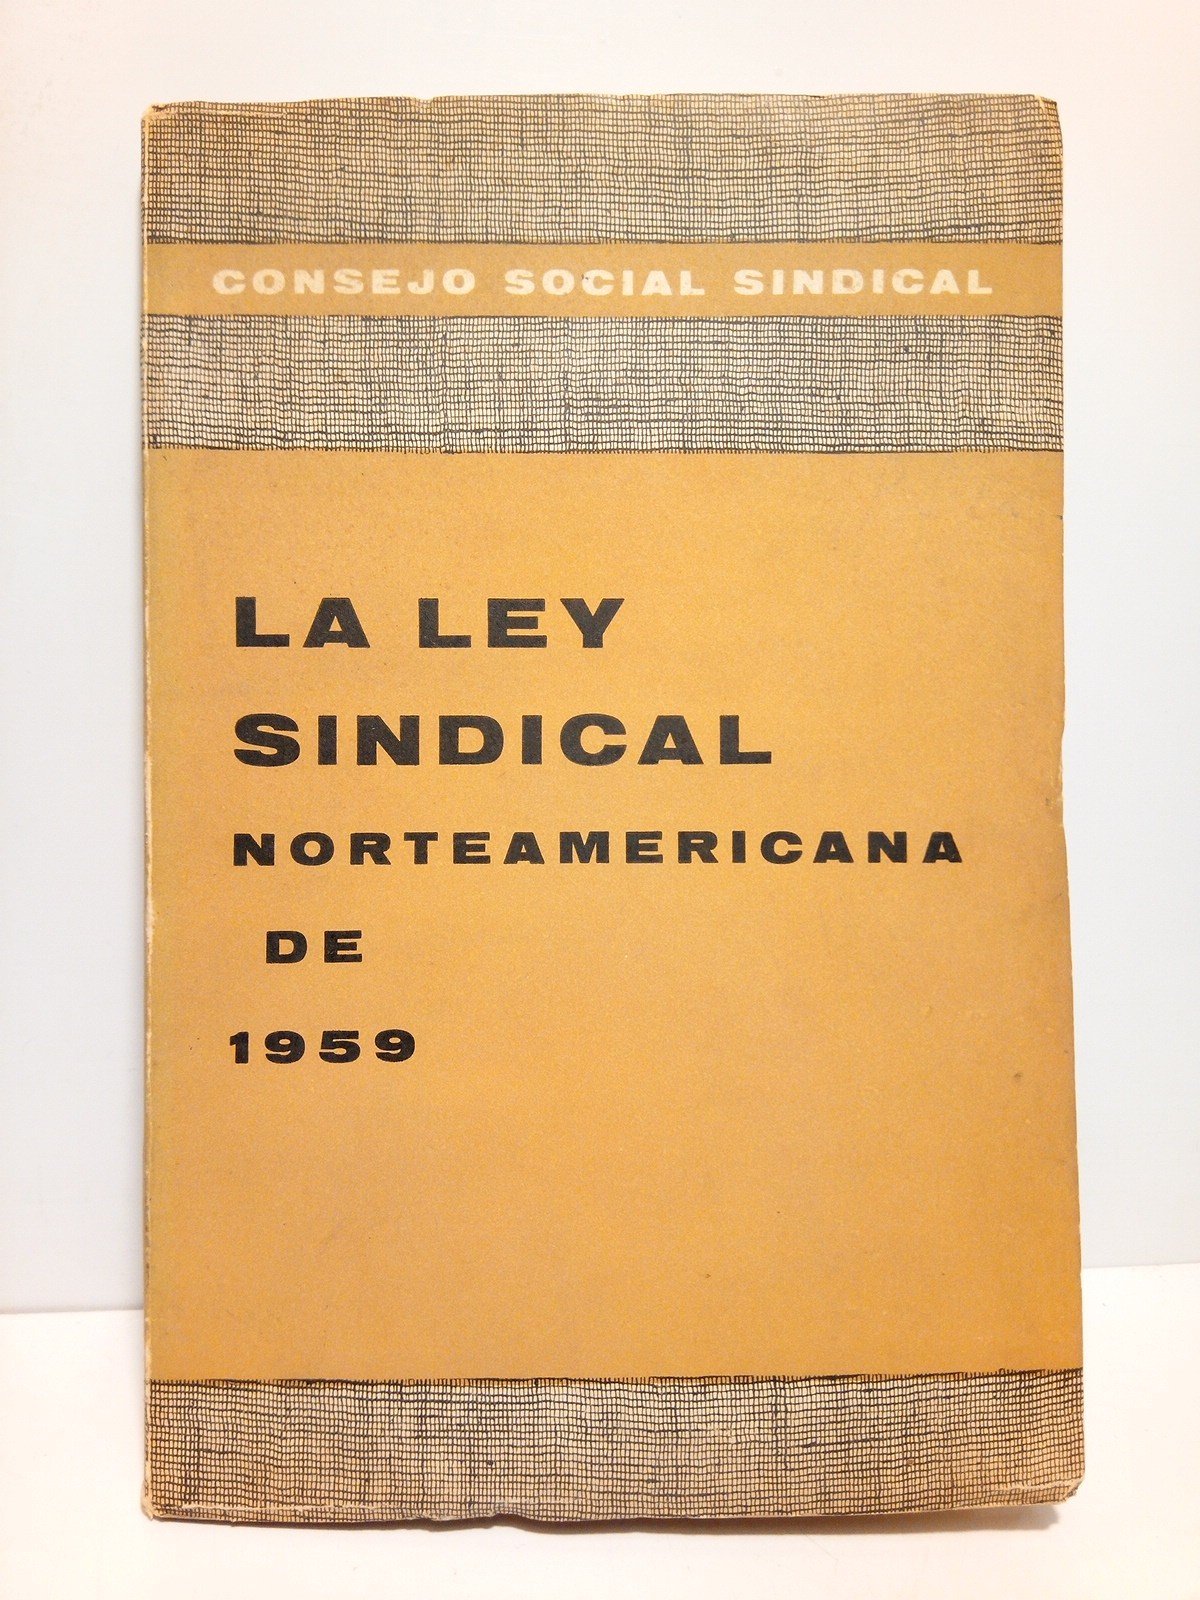 CONSEJO SOCIAL SINDICAL
LA LEY
SINDICAL
NORTEAMERICANA
DE
1959